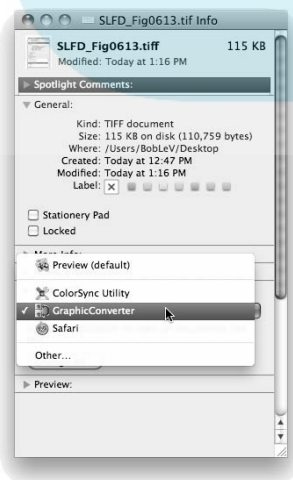 SLFD_Fig0613.tif Info
SLFD_Fig0613.tiff 115 KB
Modified: Today at 1:16 PM
Spotlight Comments:
General:
Kind: TIFF document
Size: 115 KB on disk (110,759 bytes)
Where: /Users/BobLeV/Desktop
Created: Today at 12:47 PM
Modified: Today at 1:16 PM
Label:
Stationery Pad
Locked
Preview (default)
ColorSync Utility
✓ GraphicConverter
Safari
Other...
Preview: